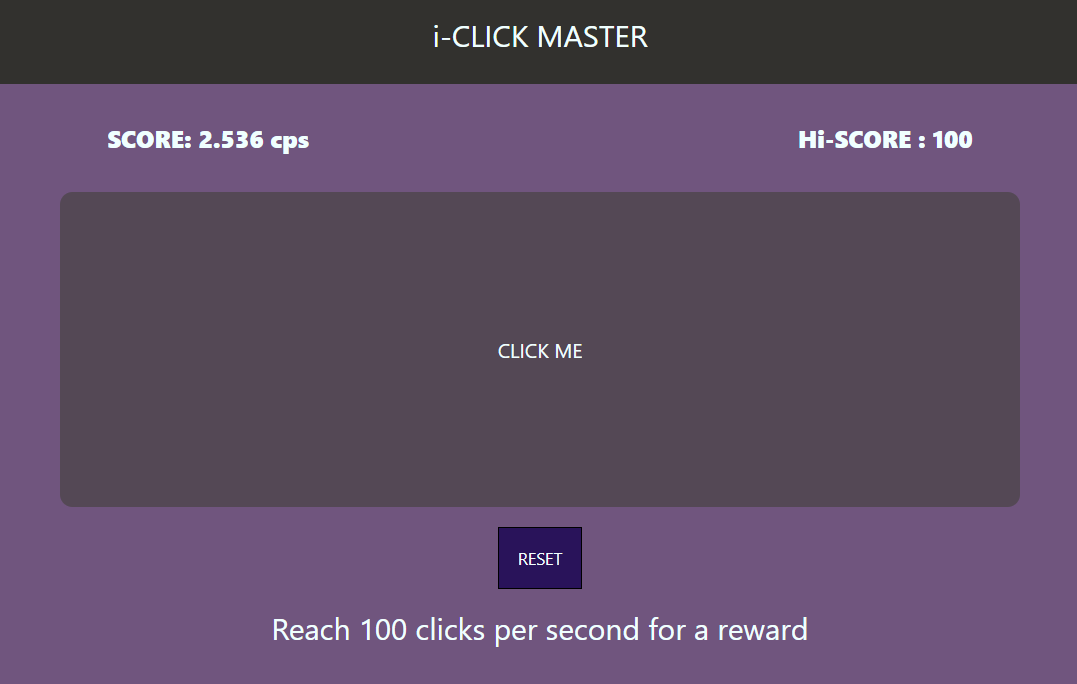 i-CLICK MASTER
SCORE: 2.536 cps
Hi-SCORE : 100
CLICK ME
RESET
Reach 100 clicks per second for a reward